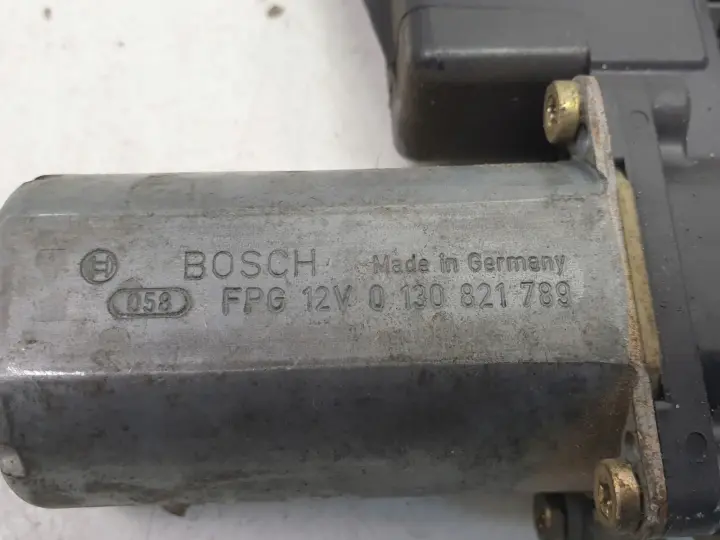 BOSCH Made in Germany
058 FPG 12V 0 130 821 789